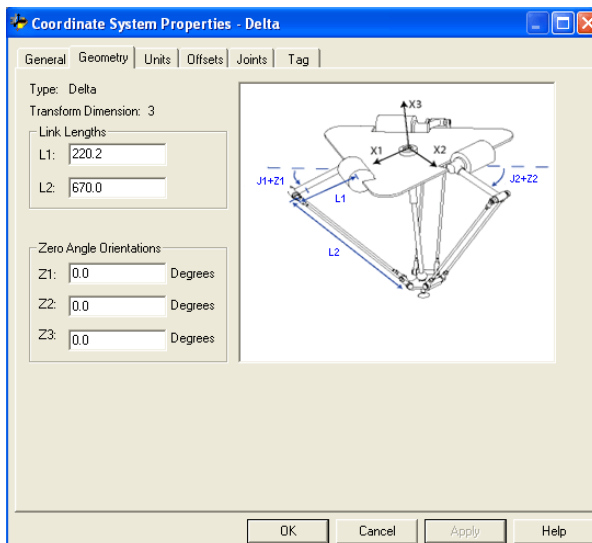 Coordinate System Properties - Delta
General Geometry Units Offsets Joints Tag
Type: Delta
Transform Dimension: 3
Link Lengths
L1: 220.2
L2: 670.0
Zero Angle Orientations
Z1: 0.0 Degrees
Z2: 0.0 Degrees
Z3: 0.0 Degrees
X3
X1 X2
J1+Z1 J2+Z2
L1
L2
OK Cancel Apply Help